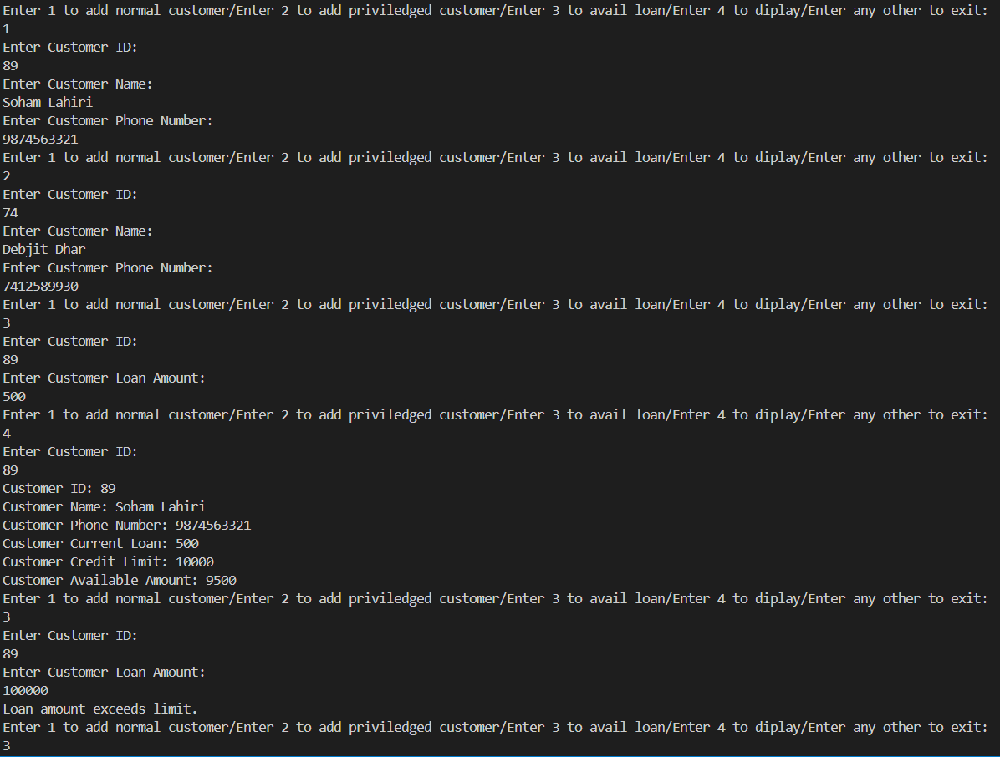 Enter 1 to add normal customer/Enter 2 to add priviledged customer/Enter 3 to avail loan/Enter 4 to diplay/Enter any other to exit:
1
Enter Customer ID:
89
Enter Customer Name:
Soham Lahiri
Enter Customer Phone Number:
9874563321
Enter 1 to add normal customer/Enter 2 to add priviledged customer/Enter 3 to avail loan/Enter 4 to diplay/Enter any other to exit:
2
Enter Customer ID:
74
Enter Customer Name:
Debjit Dhar
Enter Customer Phone Number:
7412589930
Enter 1 to add normal customer/Enter 2 to add priviledged customer/Enter 3 to avail loan/Enter 4 to diplay/Enter any other to exit:
3
Enter Customer ID:
89
Enter Customer Loan Amount:
500
Enter 1 to add normal customer/Enter 2 to add priviledged customer/Enter 3 to avail loan/Enter 4 to diplay/Enter any other to exit:
4
Enter Customer ID:
89
Customer ID: 89
Customer Name: Soham Lahiri
Customer Phone Number: 9874563321
Customer Current Loan: 500
Customer Credit Limit: 10000
Customer Available Amount: 9500
Enter 1 to add normal customer/Enter 2 to add priviledged customer/Enter 3 to avail loan/Enter 4 to diplay/Enter any other to exit:
3
Enter Customer ID:
89
Enter Customer Loan Amount:
100000
Loan amount exceeds limit.
Enter 1 to add normal customer/Enter 2 to add priviledged customer/Enter 3 to avail loan/Enter 4 to diplay/Enter any other to exit:
3